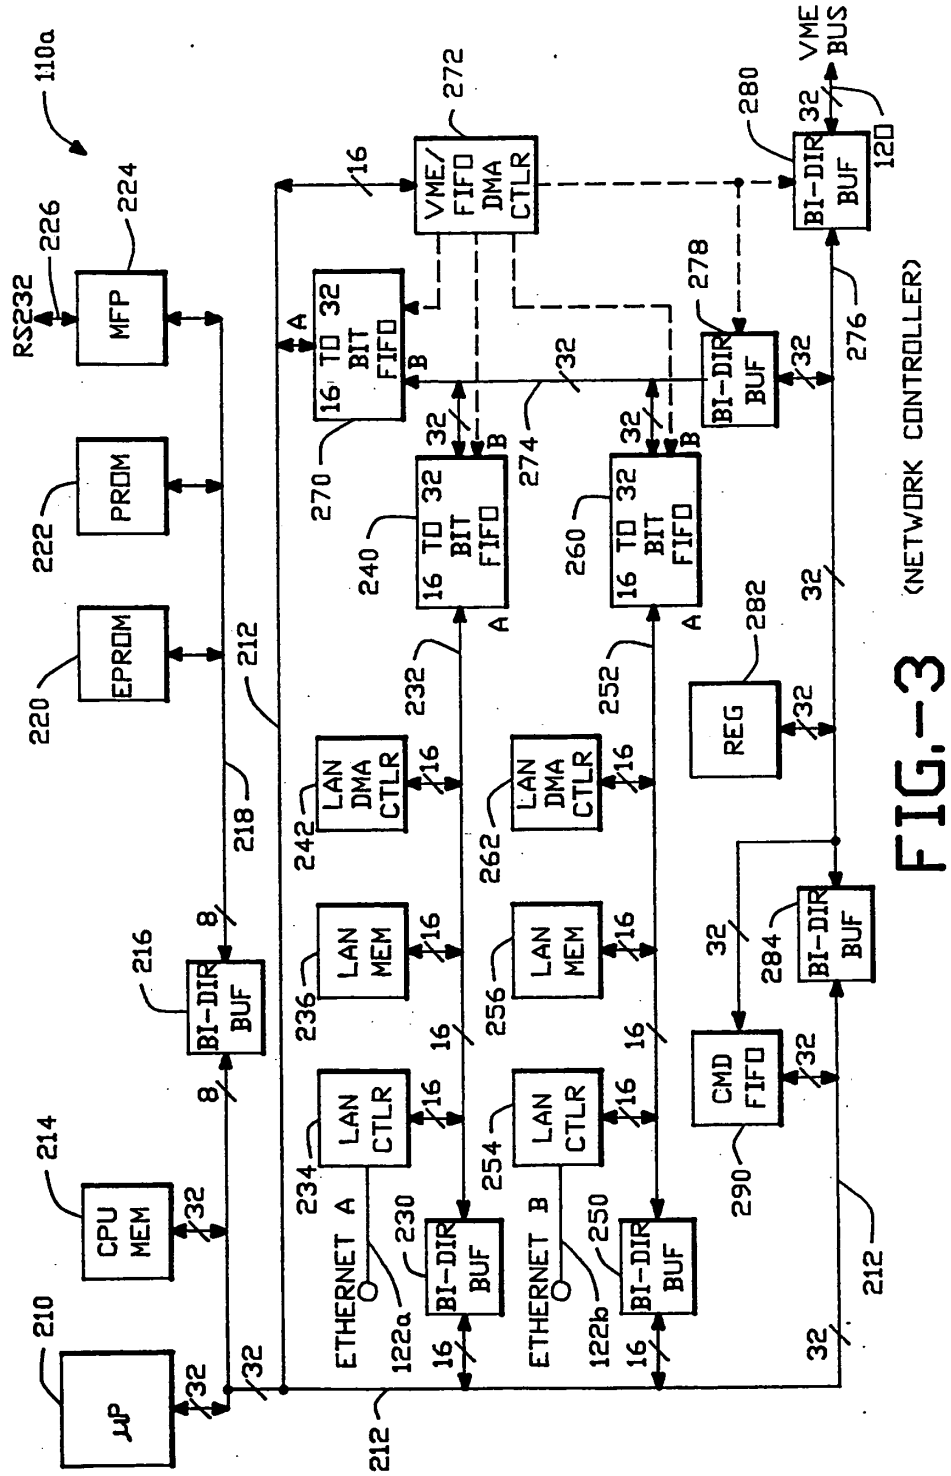 110a
210
µP
32
214
CPU
MEM
32
32
8
216
BI-DIR
BUF
8
218
212
220
EPROM
222
PROM
RS232
226
MFP
224
234
LAN
CTLR
16
ETHERNET A
122a
236
LAN
MEM
16
242
LAN
DMA
CTLR
16
230
BI-DIR
BUF
16
16
232
240
16 TO 32
BIT
FIFO
A
B
32
270
16 TO 32
BIT
FIFO
A
B
16
VME/
FIFO
DMA
CTLR
272
274
32
254
LAN
CTLR
16
ETHERNET B
122b
256
LAN
MEM
16
262
LAN
DMA
CTLR
16
250
BI-DIR
BUF
16
16
252
260
16 TO 32
BIT
FIFO
A
B
32
278
BI-DIR
BUF
32
280
BI-DIR
BUF
32
VME
BUS
120
276
282
REG
32
32
32
290
CMD
FIFO
32
284
BI-DIR
BUF
212
32
212
FIG.-3
(NETWORK CONTROLLER)